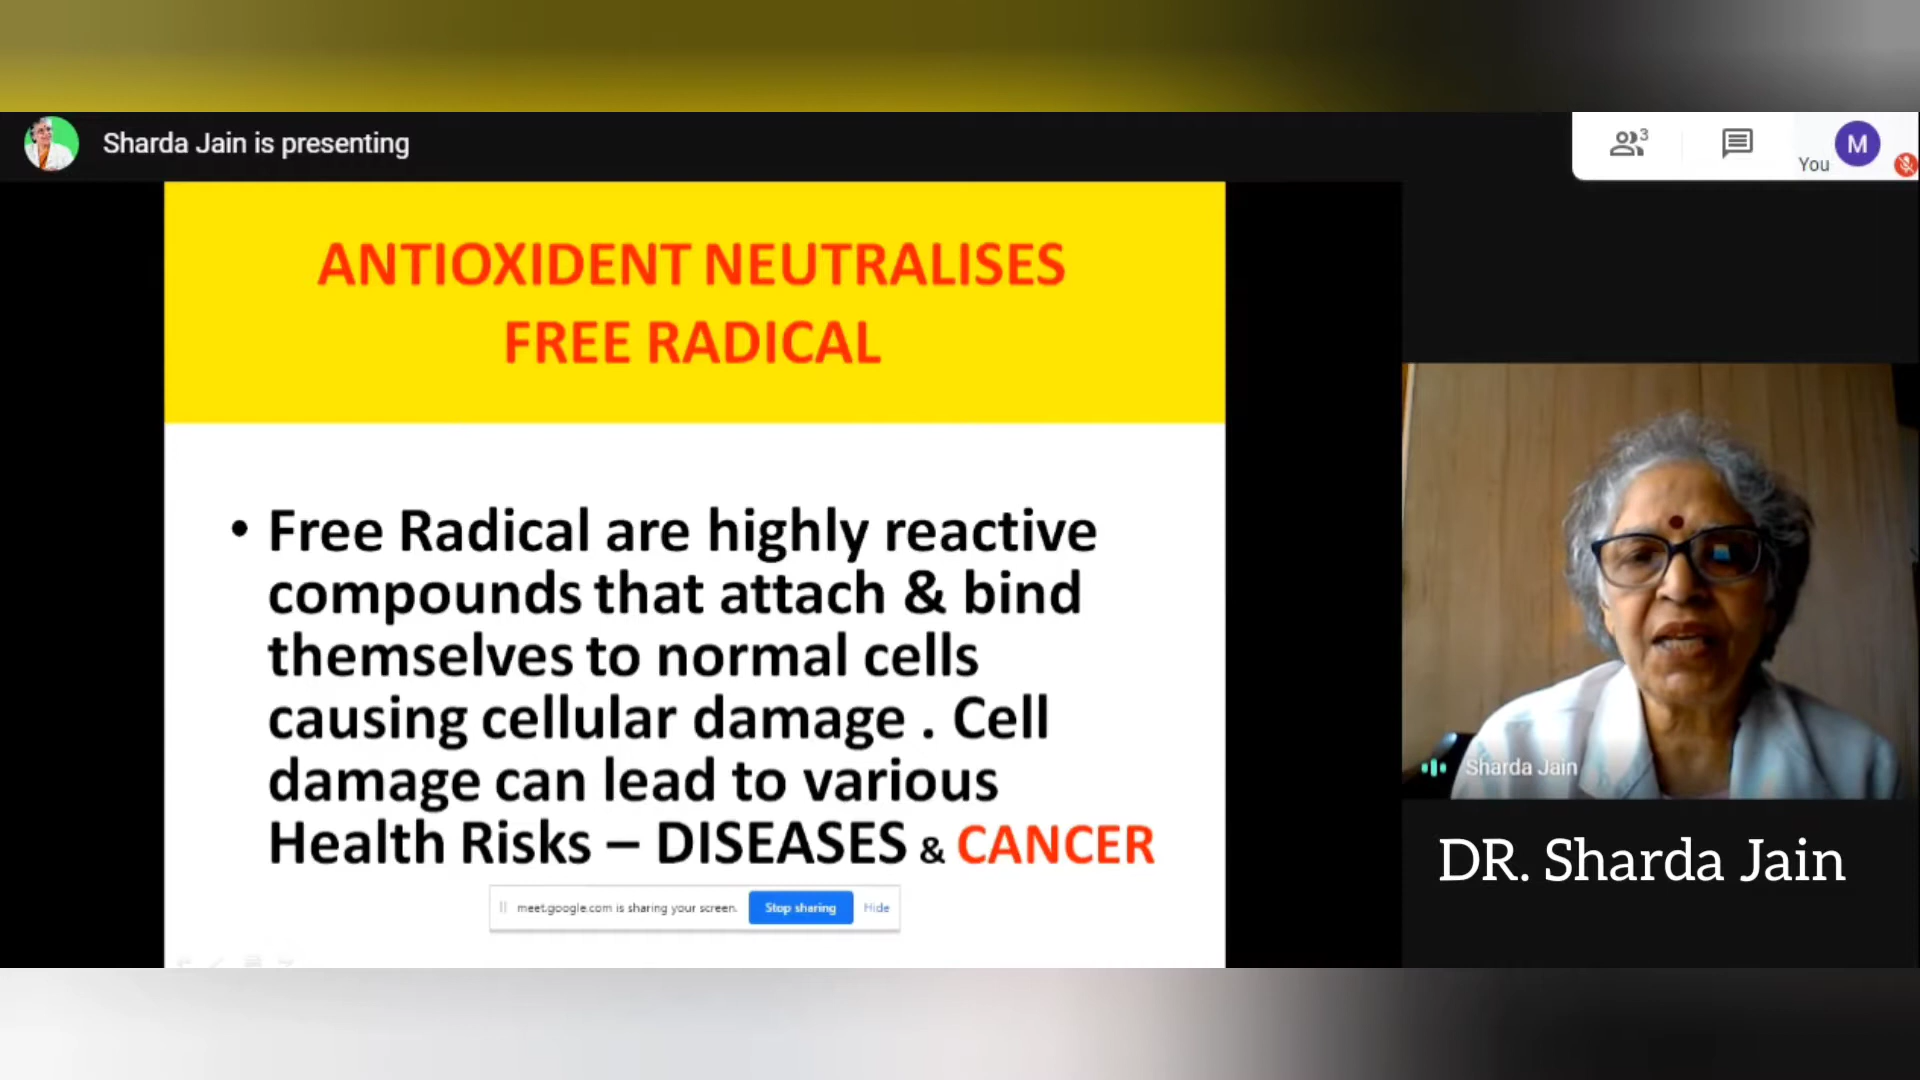 Sharda Jain is presenting
3
You
M
ANTIOXIDENT NEUTRALISES
FREE RADICAL
• Free Radical are highly reactive
compounds that attach & bind
themselves to normal cells
causing cellular damage . Cell
damage can lead to various
Health Risks – DISEASES & CANCER
meet.google.com is sharing your screen.
Stop sharing
Hide
Sharda Jain
DR. Sharda Jain